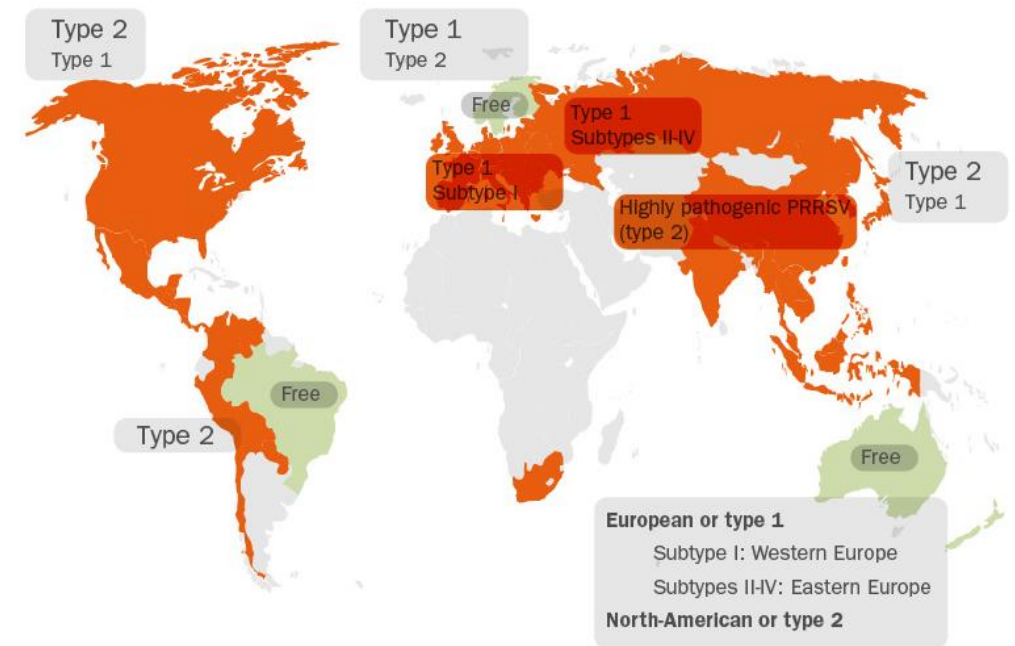 Type 2
Type 1
Type 1
Type 2
Free
Type 1
Subtypes II-IV
Type 1
Subtype I
Type 2
Type 1
Highly pathogenic PRRSV
(type 2)
Free
Type 2
Free
European or type 1
Subtype I: Western Europe
Subtypes II-IV: Eastern Europe
North-American or type 2